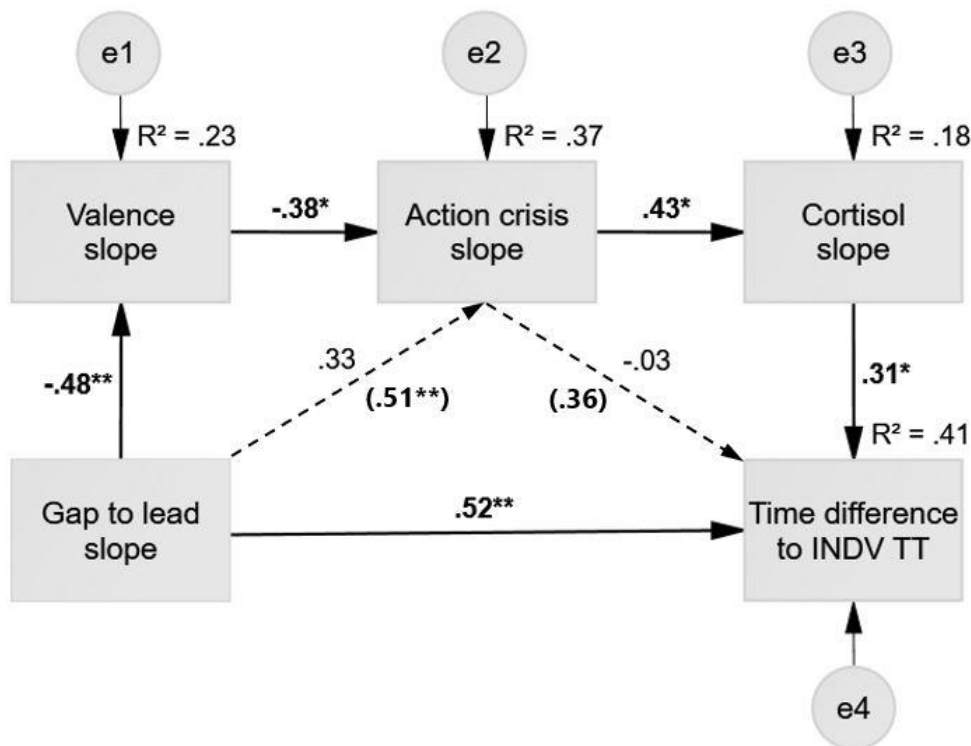 e1
e2
e3
R² = .23
R² = .37
R² = .18
Valence
slope
-.38*
Action crisis
slope
.43*
Cortisol
slope
-.48**
.33
(.51**)
-.03
(.36)
.31*
R² = .41
Gap to lead
slope
.52**
Time difference
to INDV TT
e4